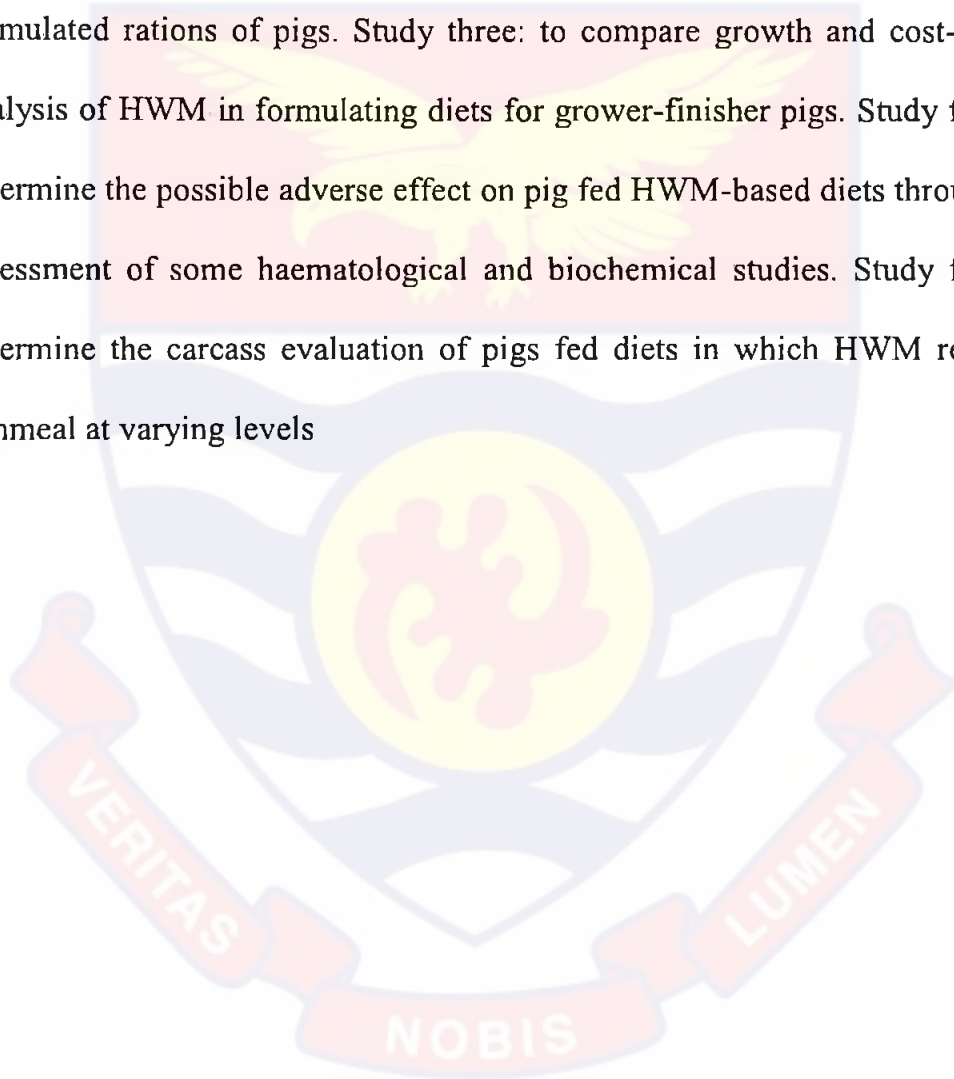 mulated rations of pigs. Study three: to compare growth and cost-
alysis of HWM in formulating diets for grower-finisher pigs. Study f
ermine the possible adverse effect on pig fed HWM-based diets throu
essment of some haematological and biochemical studies. Study f
ermine the carcass evaluation of pigs fed diets in which HWM re
nmeal at varying levels
VERITAS
NOBIS
LUMEN